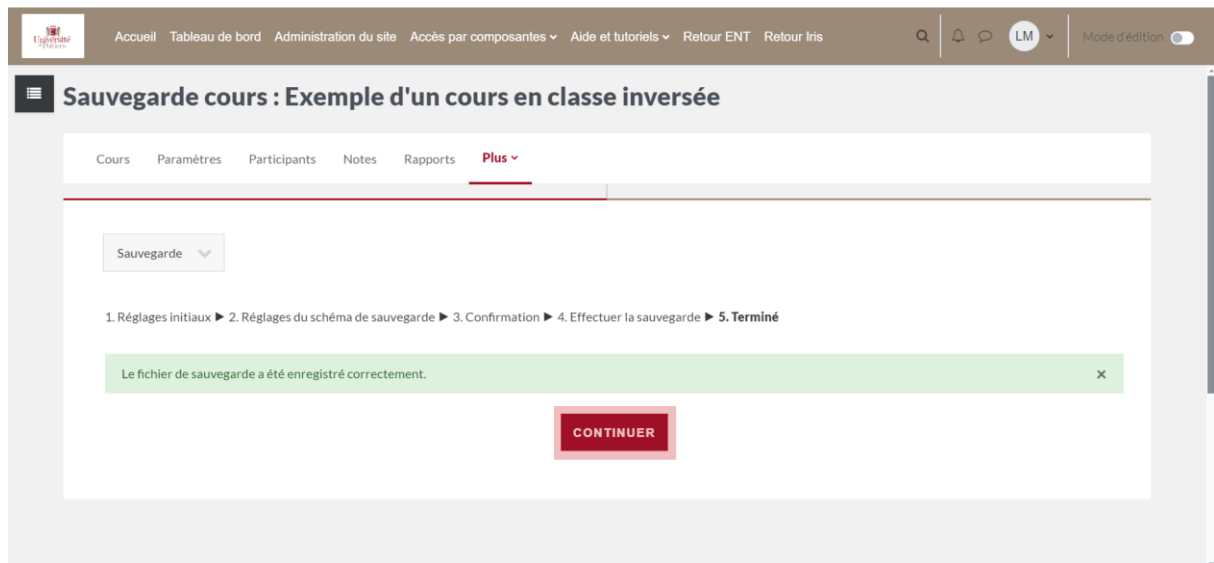 Université
de Poitiers
Accueil Tableau de bord Administration du site Accès par composantes Aide et tutoriels Retour ENT Retour Iris LM Mode d'édition
Sauvegarde cours : Exemple d'un cours en classe inversée
Cours Paramètres Participants Notes Rapports Plus
Sauvegarde
1. Réglages initiaux ► 2. Réglages du schéma de sauvegarde ► 3. Confirmation ► 4. Effectuer la sauvegarde ► 5. Terminé
Le fichier de sauvegarde a été enregistré correctement. ×
CONTINUER